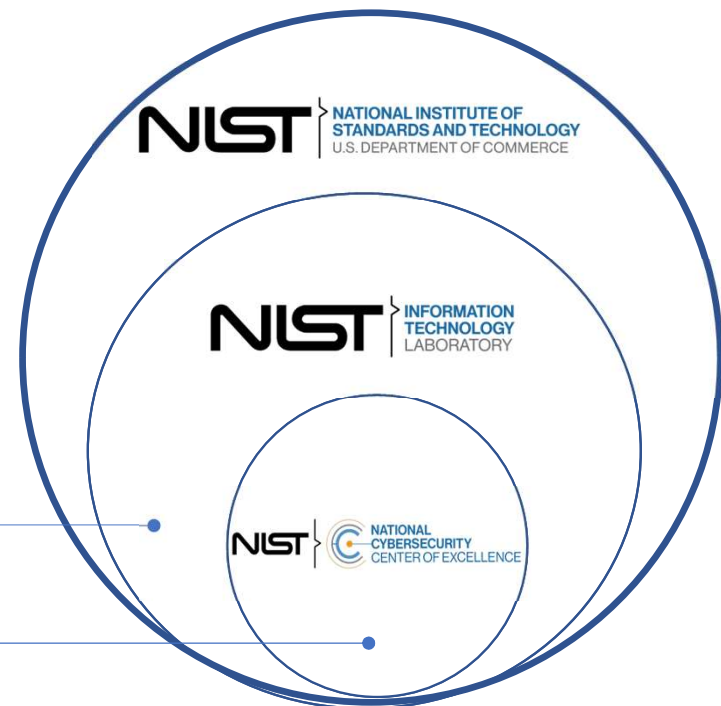 NIST
NATIONAL INSTITUTE OF
STANDARDS AND TECHNOLOGY
U.S. DEPARTMENT OF COMMERCE
NIST
INFORMATION
TECHNOLOGY
LABORATORY
NIST
NATIONAL
CYBERSECURITY
CENTER OF EXCELLENCE